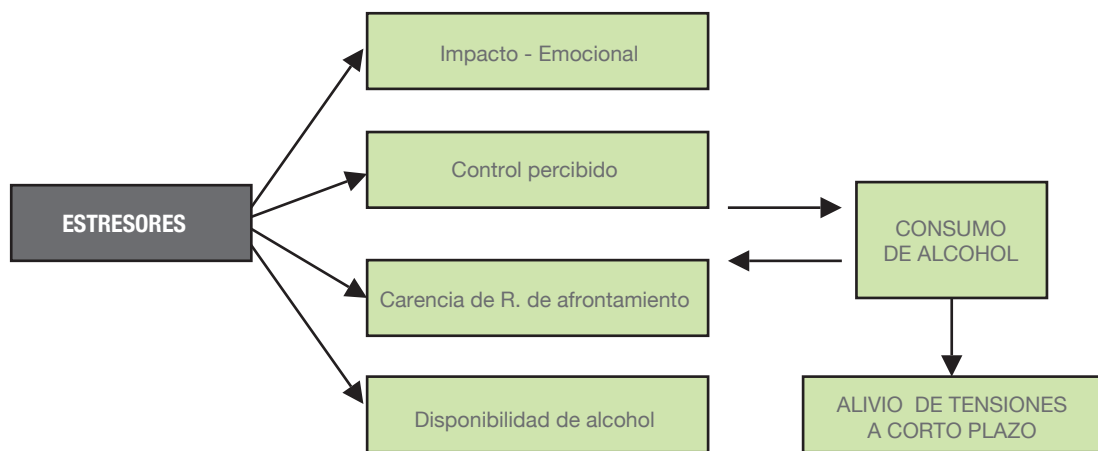 Impacto - Emocional
Control percibido
ESTRESORES
CONSUMO
DE ALCOHOL
Carencia de R. de afrontamiento
Disponibilidad de alcohol
ALIVIO DE TENSIONES
A CORTO PLAZO